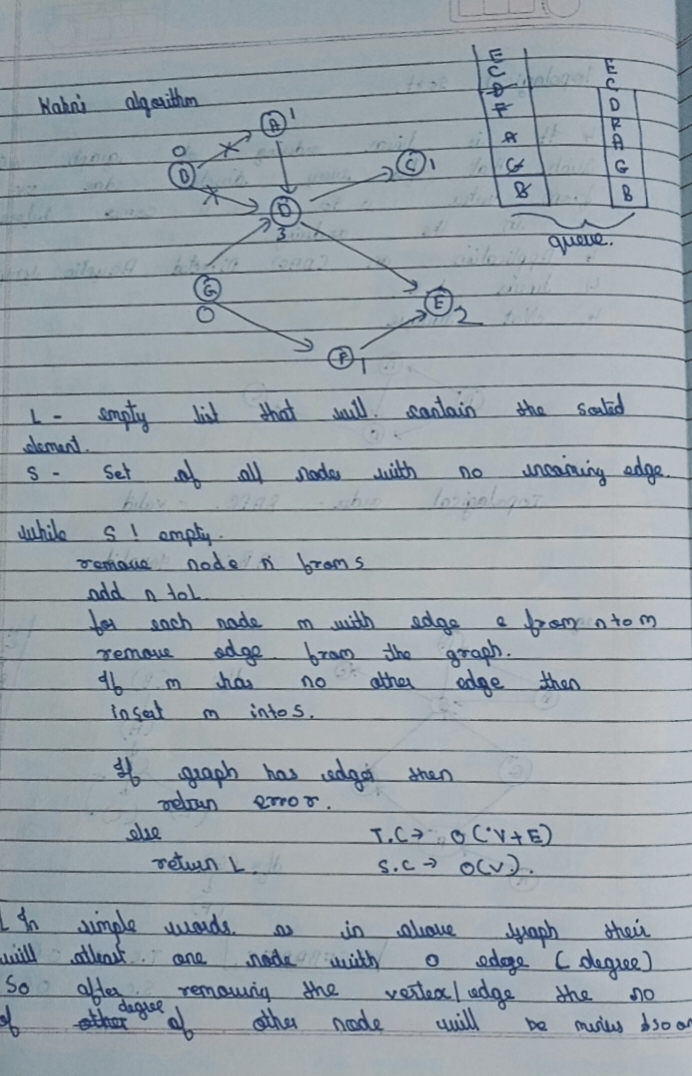 Kahn's algorithm
A 1
0
B
C 1
D
3
G
0
E 2
F 1
E
C
D
F
A
G
B
E
C
D
F
A
G
B
queue.
L - empty list that will contain the sorted
element.
S - Set of all nodes with no incoming edge.
while S ! empty.
remove node n from s
add n to L
for each node m with edge e from n to m
remove edge from the graph.
If m has no other edge then
insert m into s.
If graph has edges then
return error.
else T.C → O(V+E)
return L. S.C → O(V).
In simple words. as in above graph their
will atleast one node with 0 edge (degree)
So after removing the vertex/edge the no
of degree of other node will be minus